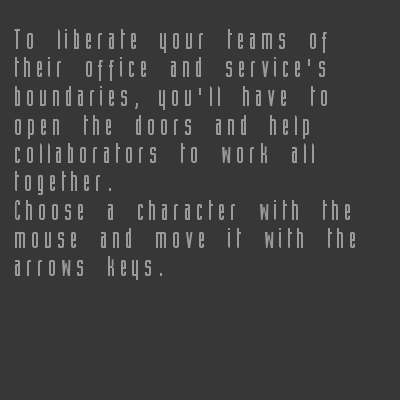 To liberate your teams of
their office and service's
boundaries, you'll have to
open the doors and help
collaborators to work all
together.
Choose a character with the
mouse and move it with the
arrows keys.